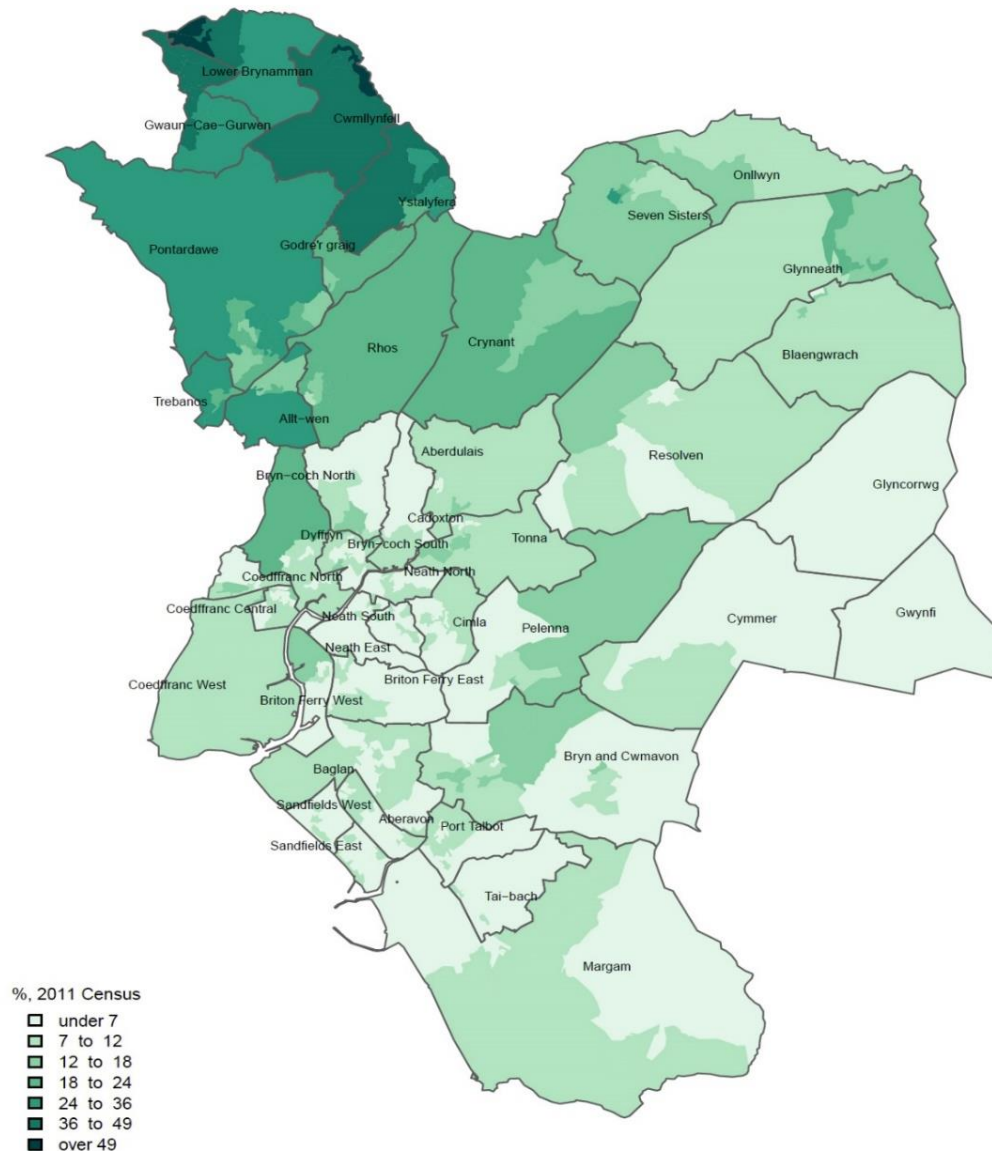 Lower Brynamman
Gwaun-Cae-Gurwen
Cwmllynfell
Onllwyn
Ystalyfera
Seven Sisters
Pontardawe
Godre'r graig
Glynneath
Rhos
Crynant
Blaengwrach
Trebanos
Allt-wen
Aberdulais
Resolven
Bryn-coch North
Glyncorrwg
Cadoxton
Dyffryn
Bryn-coch South
Tonna
Neath North
Coedffranc North
Coedffranc Central
Neath South
Cimla
Pelenna
Cymmer
Gwynfi
Neath East
Coedffranc West
Briton Ferry East
Briton Ferry West
Bryn and Cwmavon
Baglan
Sandfields West
Aberavon
Port Talbot
Sandfields East
Tai-bach
Margam
%, 2011 Census
under 7
7 to 12
12 to 18
18 to 24
24 to 36
36 to 49
over 49